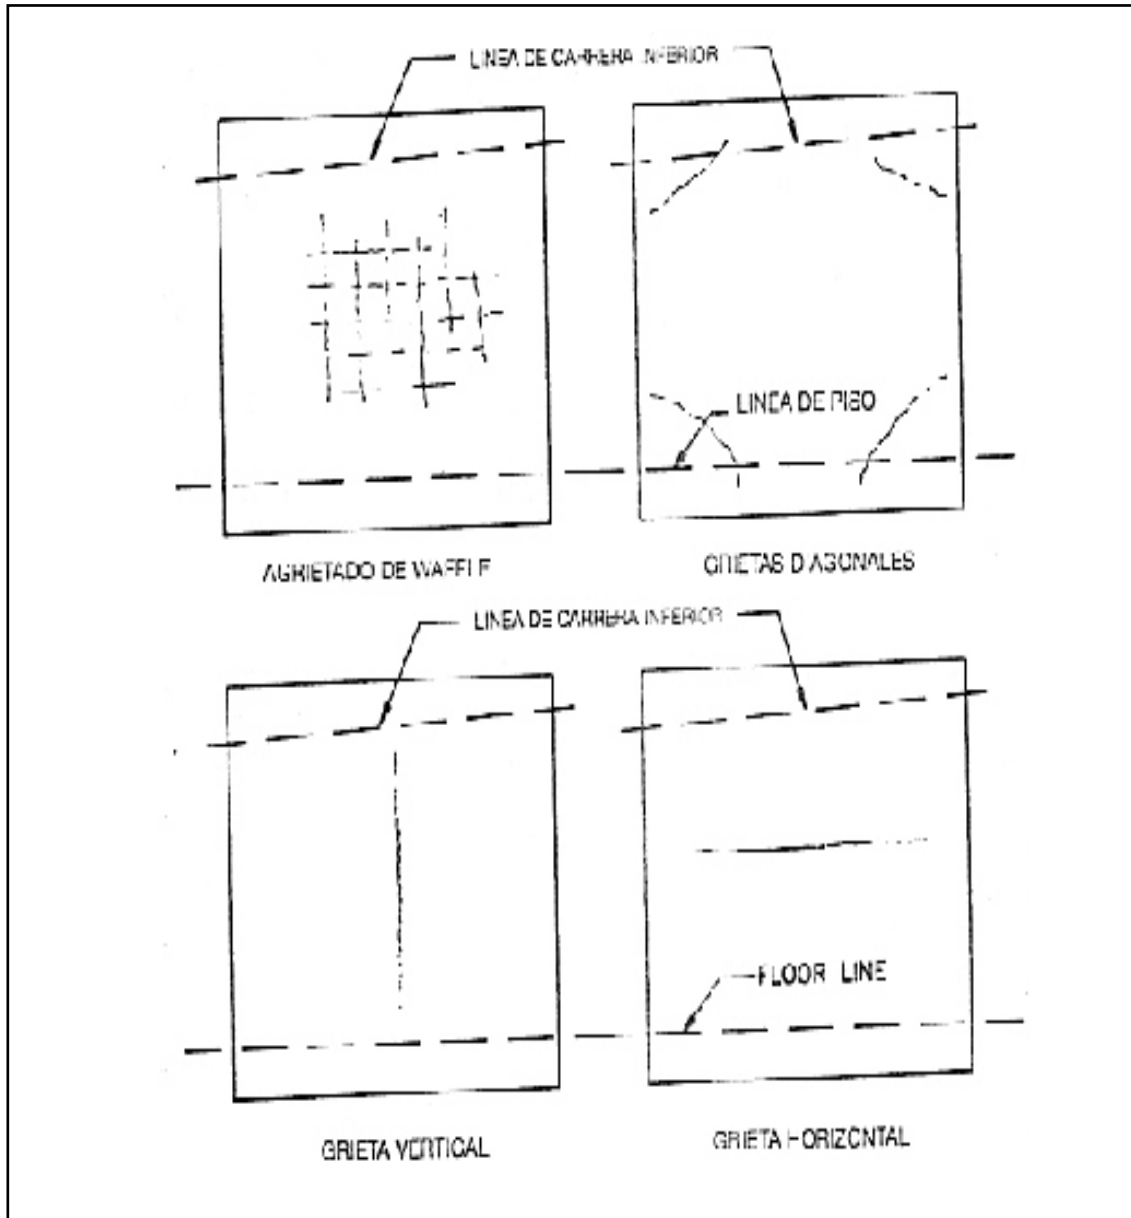 LINEA DE CARRERA INFERIOR
LINEA DE PISO
AGRIETADO DE WAFFLE
GRIETAS DIAGONALES
LINEA DE CARRERA INFERIOR
FLOOR LINE
GRIETA VERTICAL
GRIETA HORIZONTAL